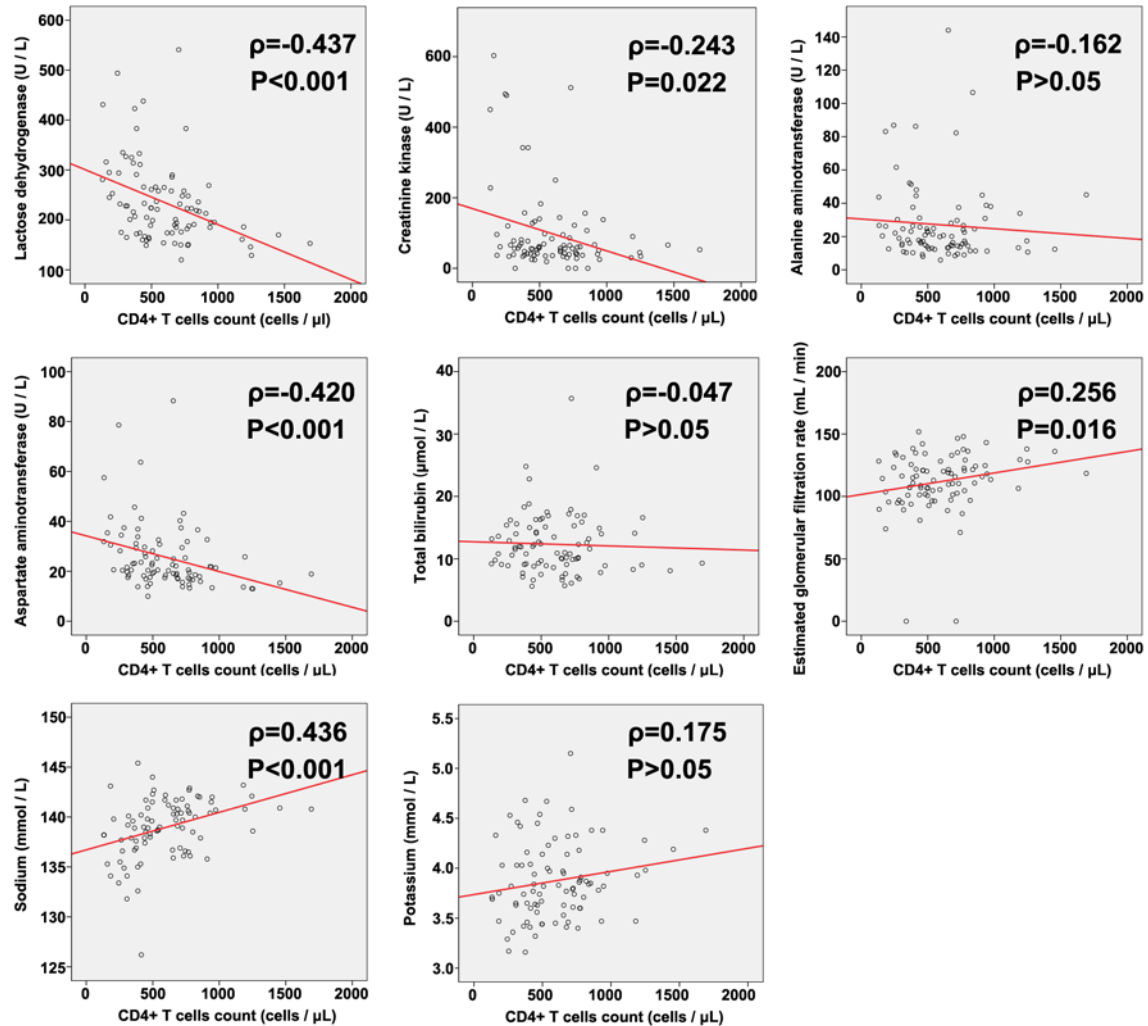 Lactose dehydrogenase (U / L)
600
500
400
300
200
100
ρ=-0.437
P<0.001
0 500 1000 1500 2000
CD4+ T cells count (cells / µl)
Creatinine kinase (U / L)
600
400
200
0
ρ=-0.243
P=0.022
0 500 1000 1500 2000
CD4+ T cells count (cells / µL)
Alanine aminotransferase (U / L)
140
120
100
80
60
40
20
0
ρ=-0.162
P>0.05
0 500 1000 1500 2000
CD4+ T cells count (cells / µL)
Aspartate aminotransferase (U / L)
100
80
60
40
20
0
ρ=-0.420
P<0.001
0 500 1000 1500 2000
CD4+ T cells count (cells / µL)
Total bilirubin (µmol / L)
40
30
20
10
0
ρ=-0.047
P>0.05
0 500 1000 1500 2000
CD4+ T cells count (cells / µL)
Estimated glomerular filtration rate (mL / min)
200
150
100
50
0
ρ=0.256
P=0.016
0 500 1000 1500 2000
CD4+ T cells count (cells / µL)
Sodium (mmol / L)
150
145
140
135
130
125
ρ=0.436
P<0.001
0 500 1000 1500 2000
CD4+ T cells count (cells / µL)
Potassium (mmol / L)
5.5
5.0
4.5
4.0
3.5
3.0
ρ=0.175
P>0.05
0 500 1000 1500 2000
CD4+ T cells count (cells / µL)